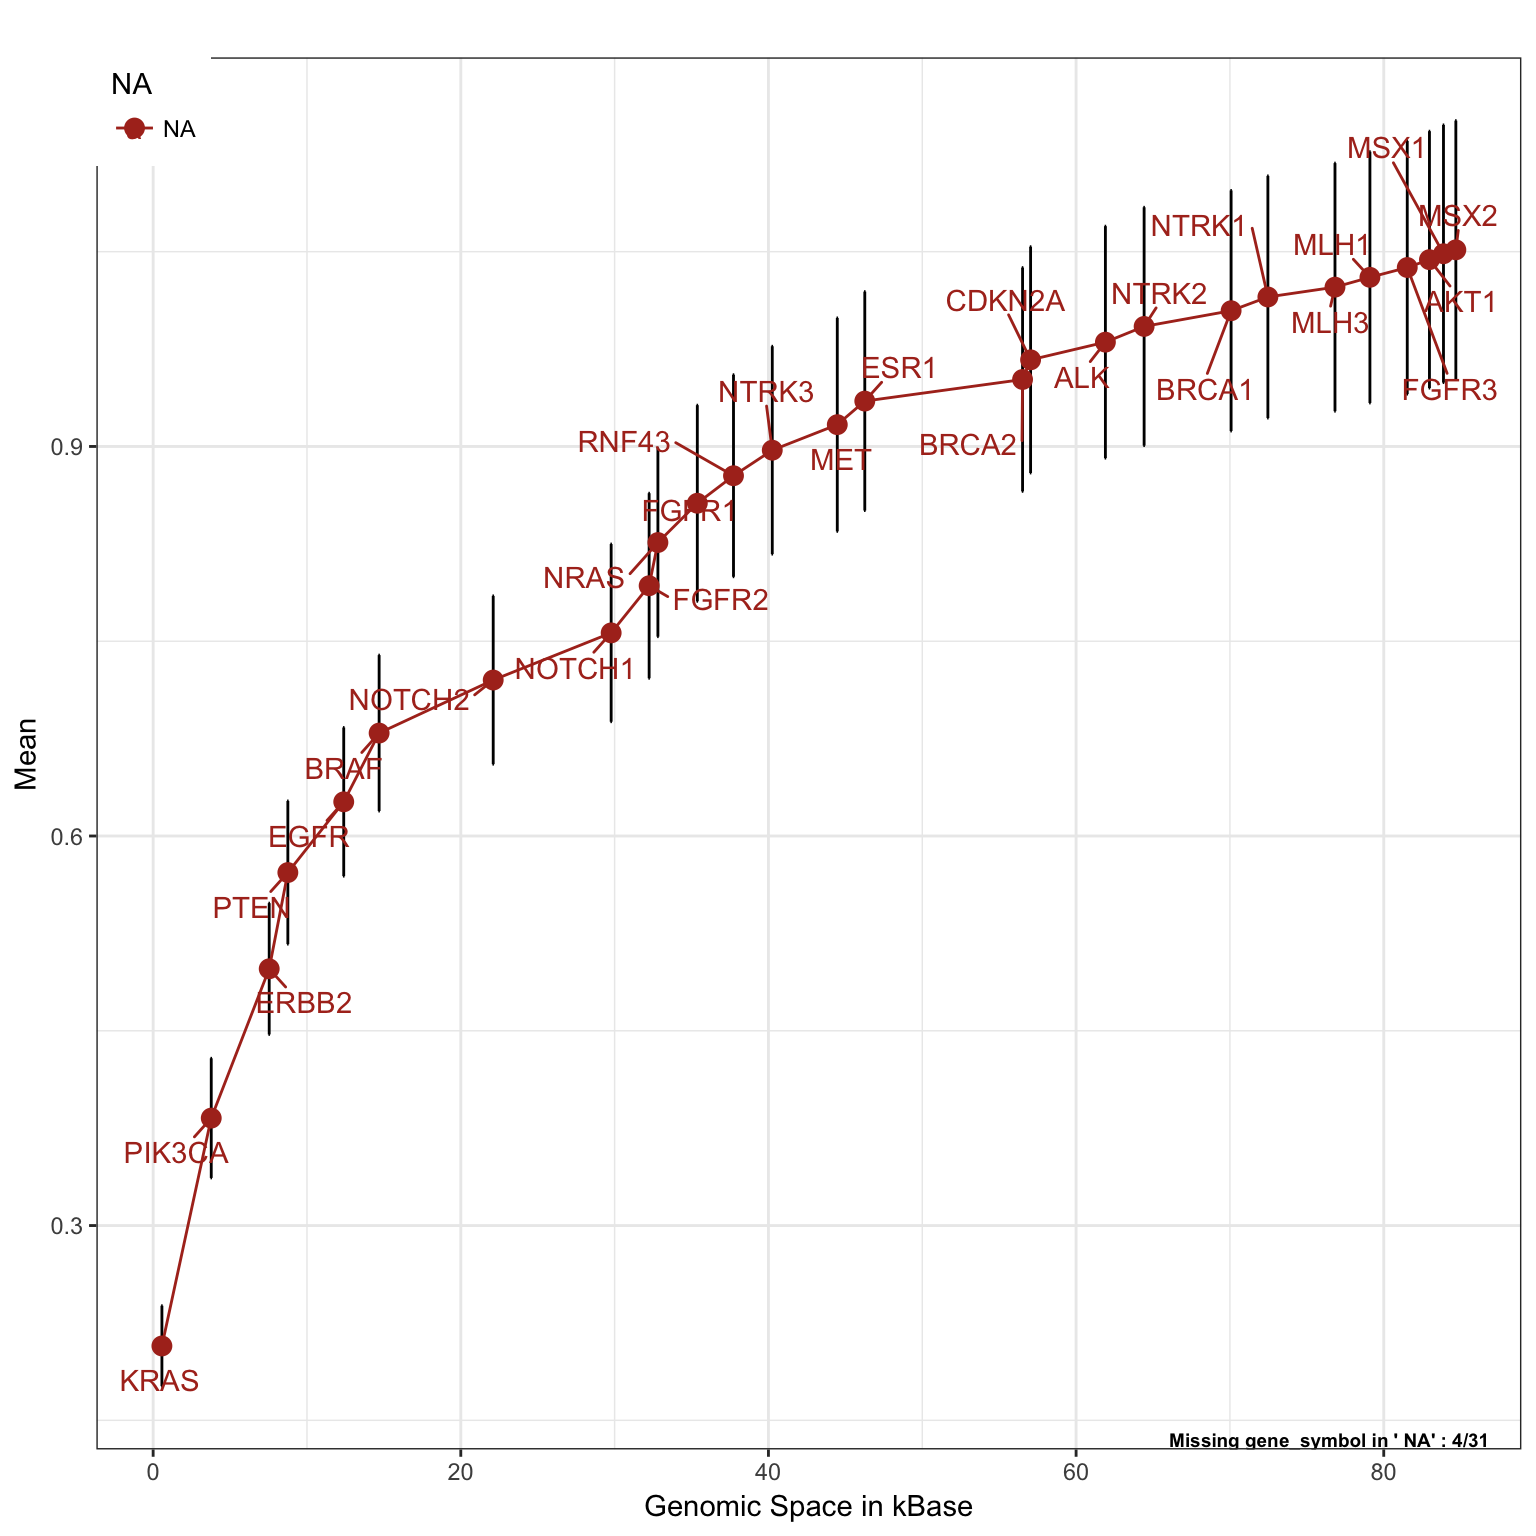 NA
NA
MSX1
MSX2
NTRK1
MLH1
NTRK2
CDKN2A
AKT1
MLH3
ESR1
ALK
NTRK3
BRCA1
FGFR3
RNF43
BRCA2
0.9
MET
FGFR1
NRAS
FGFR2
NOTCH1
NOTCH2
Mean
BRAF
EGFR
0.6
PTEN
ERBB2
PIK3CA
0.3
KRAS
Missing gene_symbol in ' NA' : 4/31
0 20 40 60 80
Genomic Space in kBase